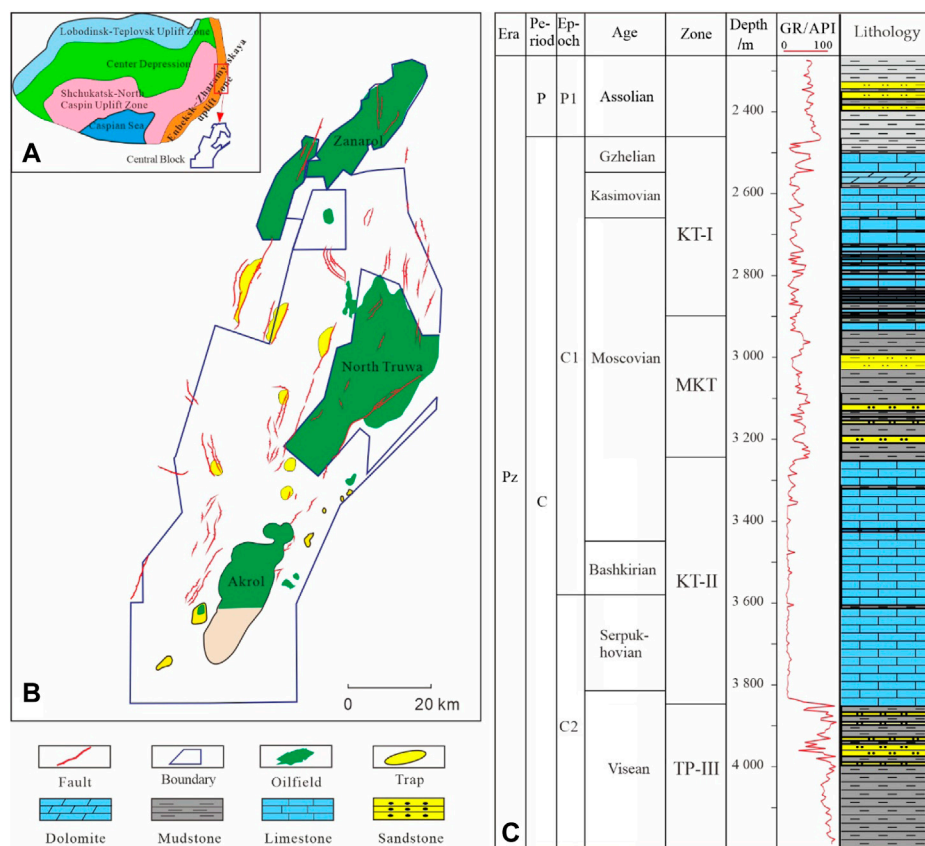 Lobodinsk-Teplovsk Uplift Zone
Center Depression
Shchukatsk-North
Caspin Uplift Zone
Caspian Sea
Central Block
A
Zanarol
North Truwa
Akrol
B
0 20 km
Fault Boundary Oilfield Trap
Dolomite Mudstone Limestone Sandstone
Era
Pe-
riod
Ep-
och
Age
Zone
Depth
/m
GR/API
0 100
Lithology
Pz
P
C
P1
C1
C2
Assolian
Gzhelian
Kasimovian
Moscovian
Bashkirian
Serpuk-
hovian
Visean
KT-I
MKT
KT-II
TP-III
2 400
2 600
2 800
3 000
3 200
3 400
3 600
3 800
4 000
C